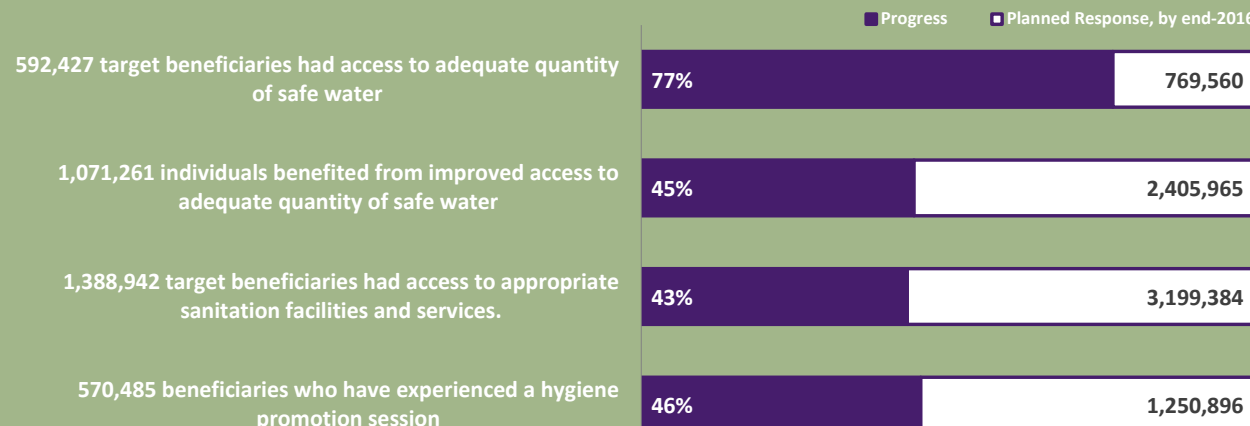 Progress Planned Response, by end-2016
592,427 target beneficiaries had access to adequate quantity
of safe water
77% 769,560
1,071,261 individuals benefited from improved access to
adequate quantity of safe water
45% 2,405,965
1,388,942 target beneficiaries had access to appropriate
sanitation facilities and services.
43% 3,199,384
570,485 beneficiaries who have experienced a hygiene
promotion session
46% 1,250,896